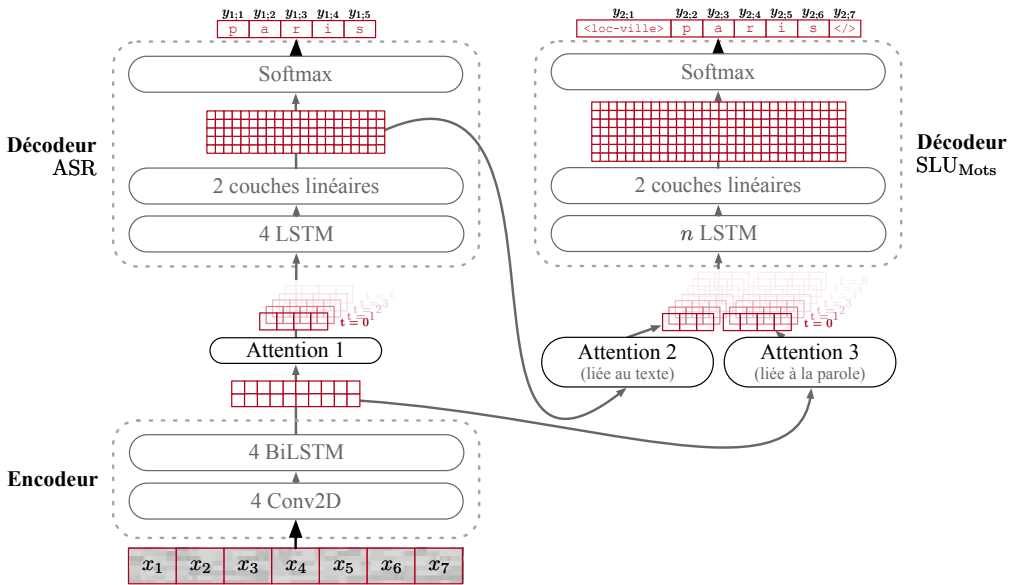 y1;1 y1;2 y1;3 y1;4 y1;5
p a r i s
Softmax
Décodeur
ASR
2 couches linéaires
4 LSTM
t = 0 1 2 3
Attention 1
4 BiLSTM
Encodeur
4 Conv2D
x1 x2 x3 x4 x5 x6 x7
y2;1 y2;2 y2;3 y2;4 y2;5 y2;6 y2;7
<loc-ville> p a r i s </>
Softmax
Décodeur
SLUMots
2 couches linéaires
n LSTM
t = 0
Attention 2
(liée au texte)
Attention 3
(liée à la parole)